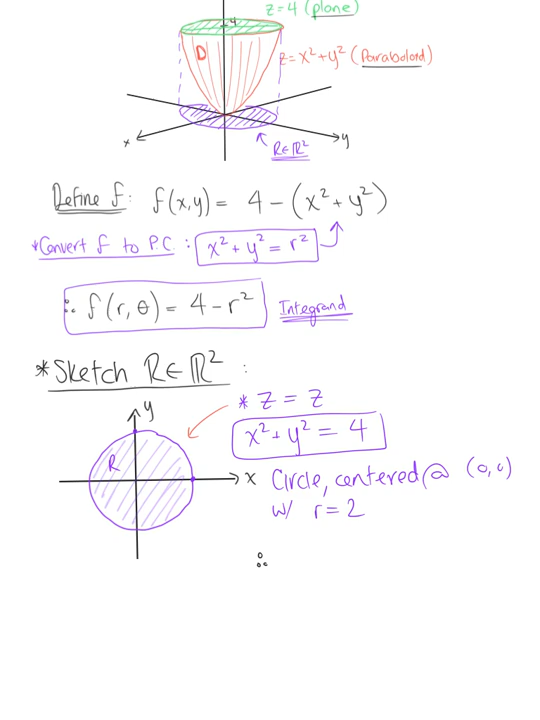 z=4 (plane)
4
D
z=x²+y² (Paraboloid)
x
y
R∈ℝ²
Define f: f(x,y) = 4 - (x² + y²)
*Convert f to P.C.: x² + y² = r²
∴ f(r, θ) = 4 - r² Integrand
*Sketch R∈ℝ² :
y
* z = z
x² + y² = 4
R
x
Circle, centered @ (0,0)
w/ r=2
∴